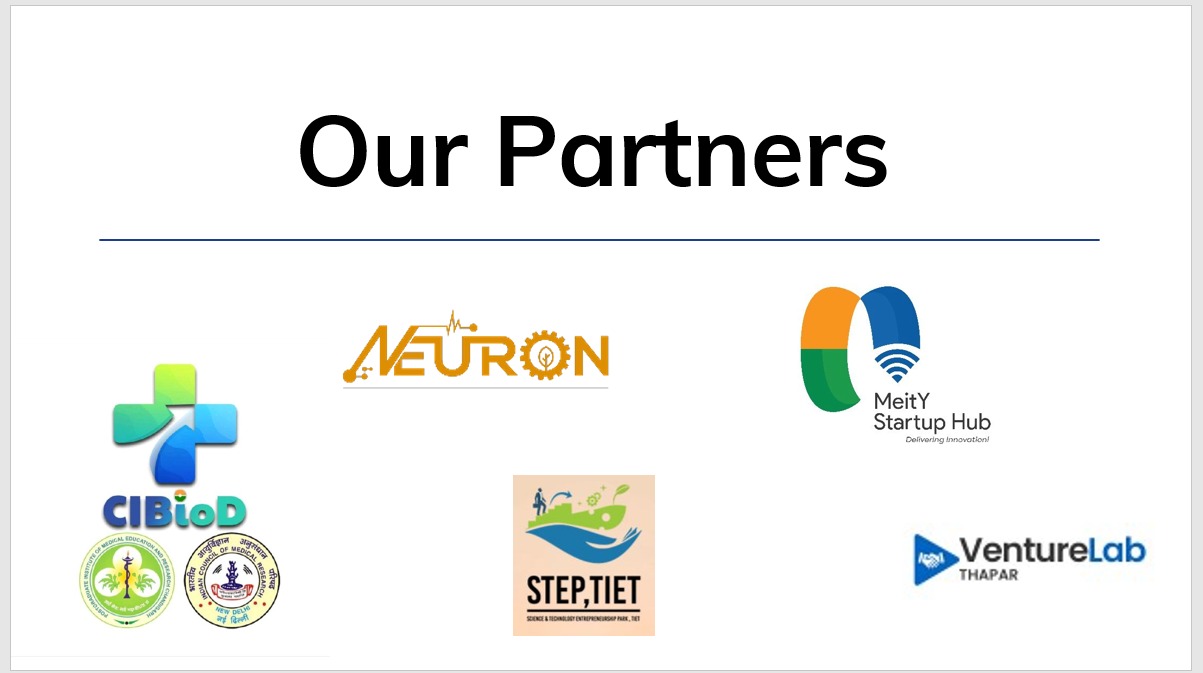 Our Partners
NEURON
MeitY
Startup Hub
Delivering Innovation!
CIBioD
POSTGRADUATE INSTITUTE OF MEDICAL EDUCATION AND RESEARCH CHANDIGARH
भारतीय आयुर्विज्ञान अनुसंधान परिषद
INDIAN COUNCIL OF MEDICAL RESEARCH
NEW DELHI
नई दिल्ली
STEP,TIET
SCIENCE & TECHNOLOGY ENTREPRENEURSHIP PARK , TIET
VentureLab
THAPAR